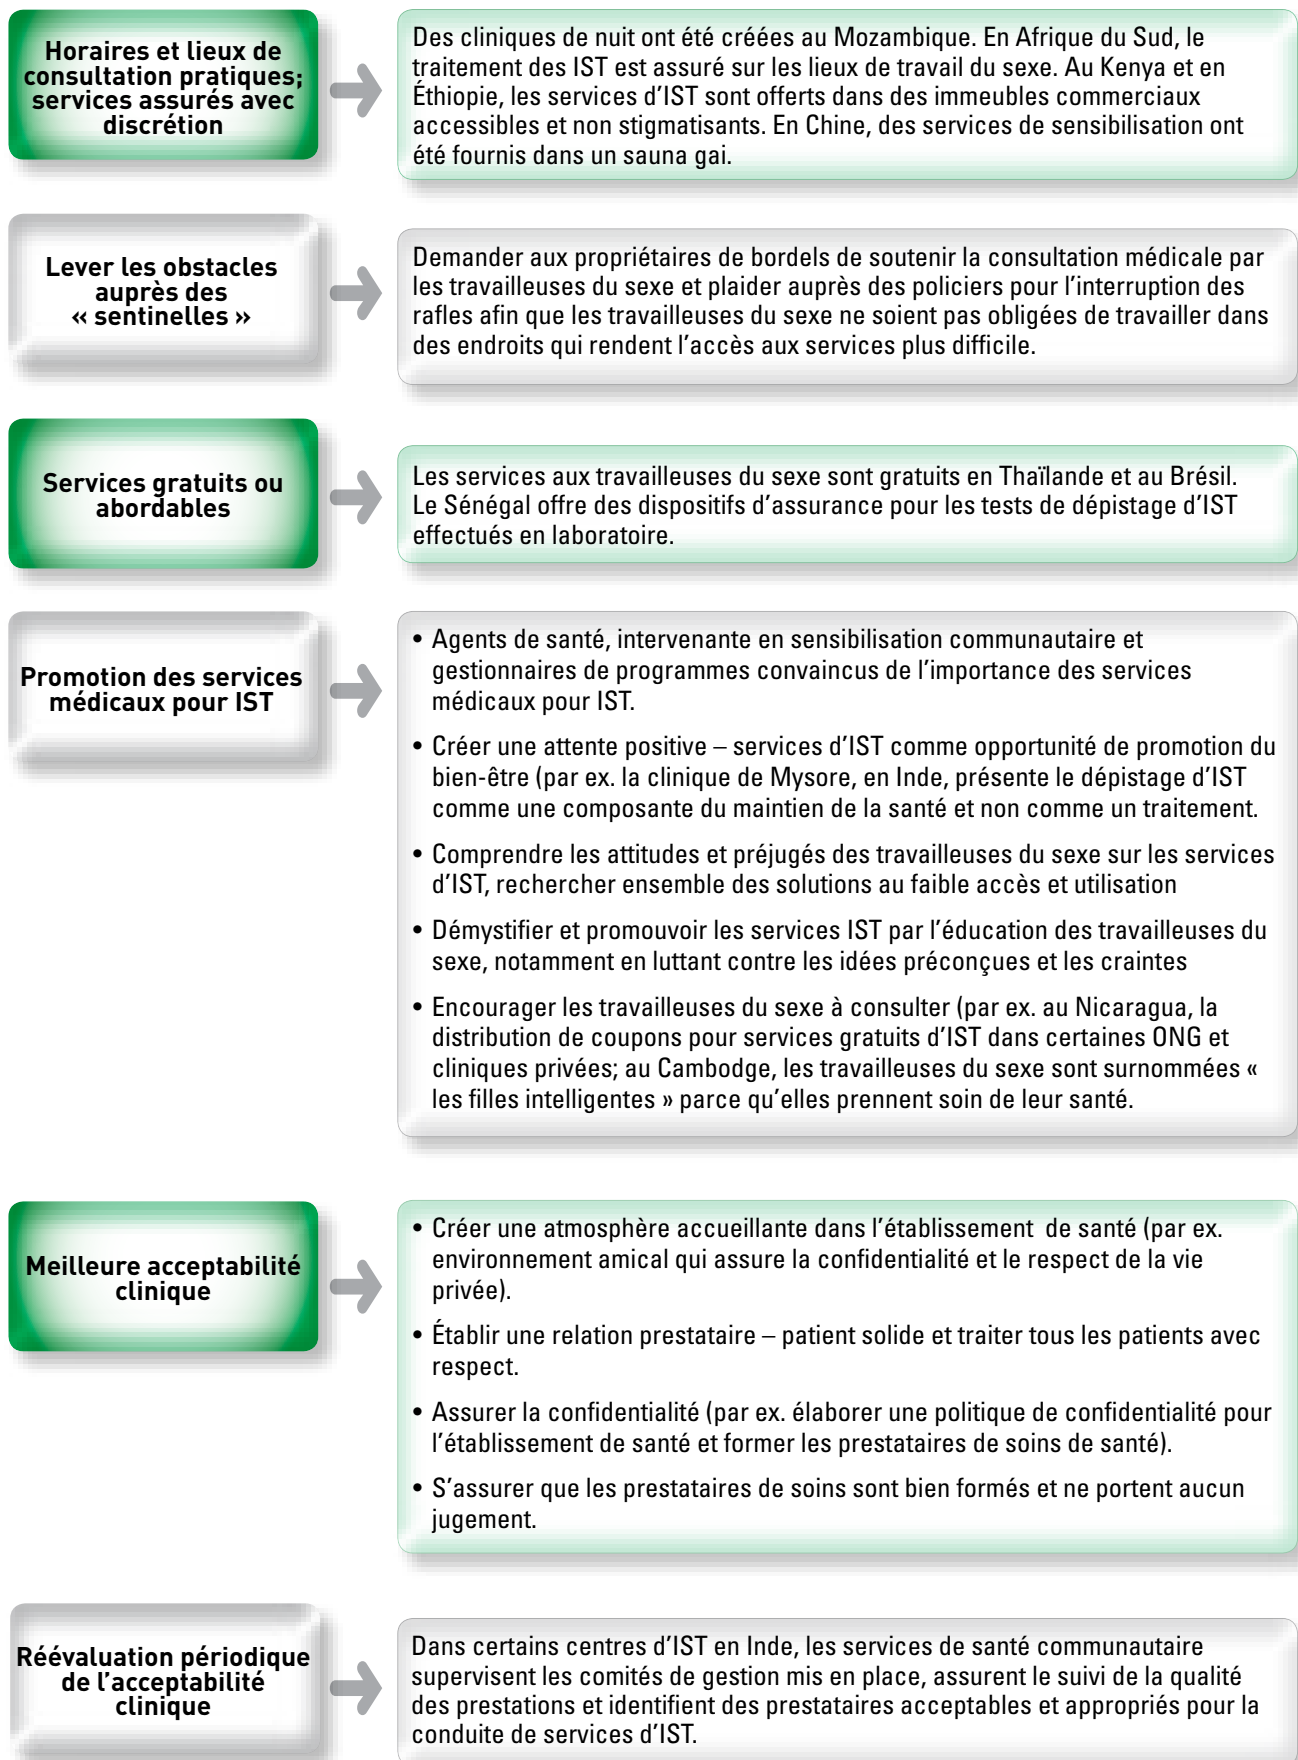 Horaires et lieux de
consultation pratiques;
services assurés avec
discrétion
Des cliniques de nuit ont été créées au Mozambique. En Afrique du Sud, le
traitement des IST est assuré sur les lieux de travail du sexe. Au Kenya et en
Éthiopie, les services d’IST sont offerts dans des immeubles commerciaux
accessibles et non stigmatisants. En Chine, des services de sensibilisation ont
été fournis dans un sauna gai.
Lever les obstacles
auprès des
« sentinelles »
Demander aux propriétaires de bordels de soutenir la consultation médicale par
les travailleuses du sexe et plaider auprès des policiers pour l’interruption des
rafles afin que les travailleuses du sexe ne soient pas obligées de travailler dans
des endroits qui rendent l’accès aux services plus difficile.
Services gratuits ou
abordables
Les services aux travailleuses du sexe sont gratuits en Thaïlande et au Brésil.
Le Sénégal offre des dispositifs d’assurance pour les tests de dépistage d’IST
effectués en laboratoire.
Promotion des services
médicaux pour IST
• Agents de santé, intervenante en sensibilisation communautaire et
gestionnaires de programmes convaincus de l’importance des services
médicaux pour IST.
• Créer une attente positive – services d’IST comme opportunité de promotion du
bien-être (par ex. la clinique de Mysore, en Inde, présente le dépistage d’IST
comme une composante du maintien de la santé et non comme un traitement.
• Comprendre les attitudes et préjugés des travailleuses du sexe sur les services
d’IST, rechercher ensemble des solutions au faible accès et utilisation
• Démystifier et promouvoir les services IST par l’éducation des travailleuses du
sexe, notamment en luttant contre les idées préconçues et les craintes
• Encourager les travailleuses du sexe à consulter (par ex. au Nicaragua, la
distribution de coupons pour services gratuits d’IST dans certaines ONG et
cliniques privées; au Cambodge, les travailleuses du sexe sont surnommées «
les filles intelligentes » parce qu’elles prennent soin de leur santé.
Meilleure acceptabilité
clinique
• Créer une atmosphère accueillante dans l’établissement de santé (par ex.
environnement amical qui assure la confidentialité et le respect de la vie
privée).
• Établir une relation prestataire – patient solide et traiter tous les patients avec
respect.
• Assurer la confidentialité (par ex. élaborer une politique de confidentialité pour
l’établissement de santé et former les prestataires de soins de santé).
• S’assurer que les prestataires de soins sont bien formés et ne portent aucun
jugement.
Réévaluation périodique
de l’acceptabilité
clinique
Dans certains centres d’IST en Inde, les services de santé communautaire
supervisent les comités de gestion mis en place, assurent le suivi de la qualité
des prestations et identifient des prestataires acceptables et appropriés pour la
conduite de services d’IST.